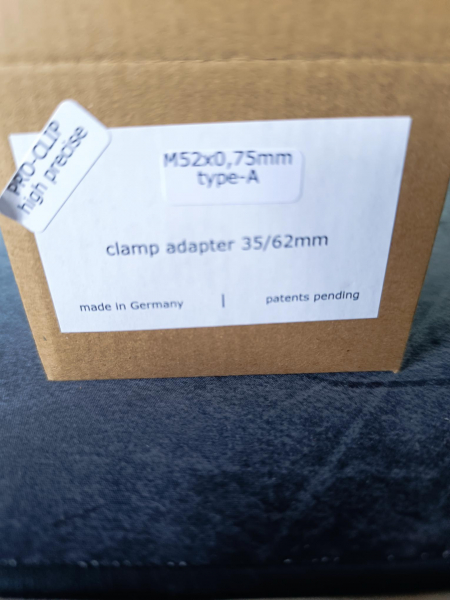 PRO-CLIP
high precise
M52x0,75mm
type-A
clamp adapter 35/62mm
made in Germany | patents pending